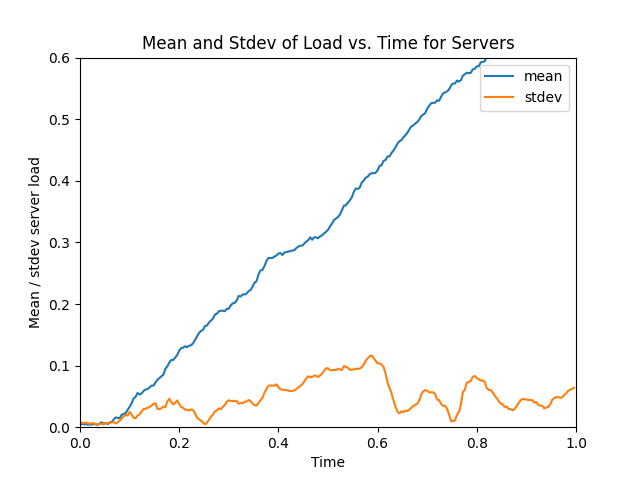 Mean and Stdev of Load vs. Time for Servers
mean
stdev
Mean / stdev server load
0.6
0.5
0.4
0.3
0.2
0.1
0.0
0.0 0.2 0.4 0.6 0.8 1.0
Time